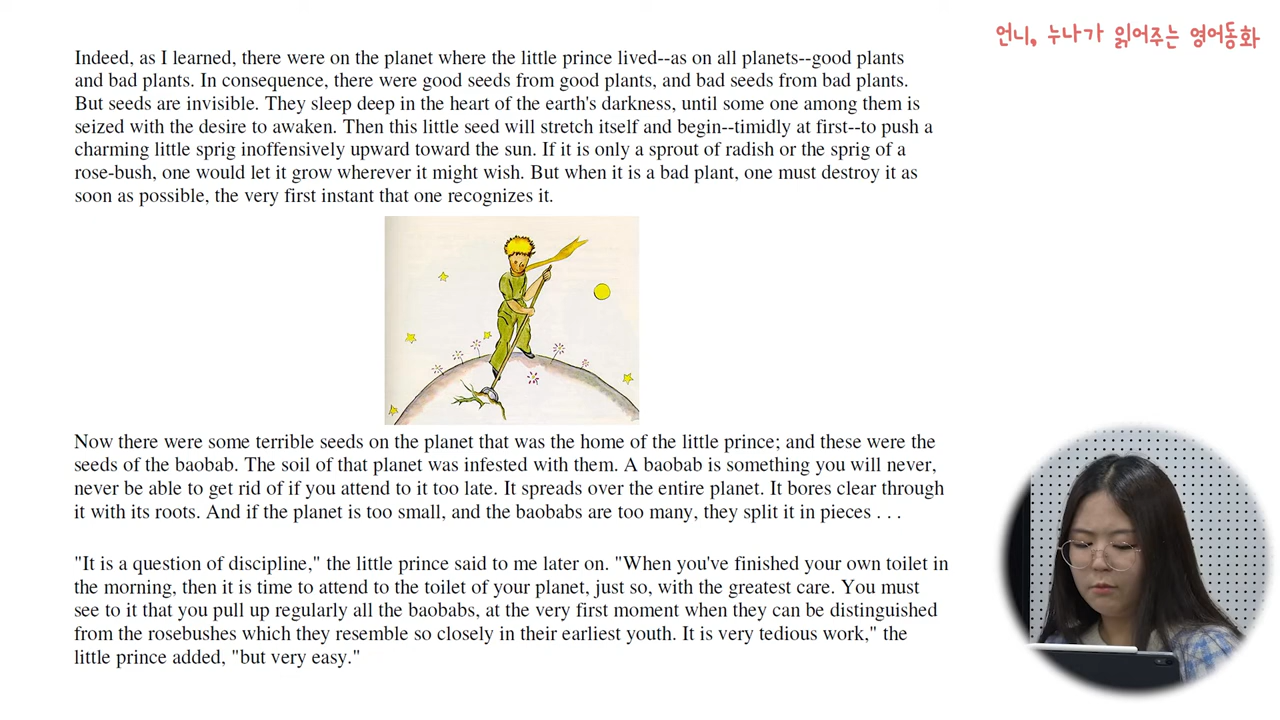 언니, 누나가 읽어주는 영어동화
Indeed, as I learned, there were on the planet where the little prince lived--as on all planets--good plants
and bad plants. In consequence, there were good seeds from good plants, and bad seeds from bad plants.
But seeds are invisible. They sleep deep in the heart of the earth's darkness, until some one among them is
seized with the desire to awaken. Then this little seed will stretch itself and begin--timidly at first--to push a
charming little sprig inoffensively upward toward the sun. If it is only a sprout of radish or the sprig of a
rose-bush, one would let it grow wherever it might wish. But when it is a bad plant, one must destroy it as
soon as possible, the very first instant that one recognizes it.
Now there were some terrible seeds on the planet that was the home of the little prince; and these were the
seeds of the baobab. The soil of that planet was infested with them. A baobab is something you will never,
never be able to get rid of if you attend to it too late. It spreads over the entire planet. It bores clear through
it with its roots. And if the planet is too small, and the baobabs are too many, they split it in pieces . . .
"It is a question of discipline," the little prince said to me later on. "When you've finished your own toilet in
the morning, then it is time to attend to the toilet of your planet, just so, with the greatest care. You must
see to it that you pull up regularly all the baobabs, at the very first moment when they can be distinguished
from the rosebushes which they resemble so closely in their earliest youth. It is very tedious work," the
little prince added, "but very easy."